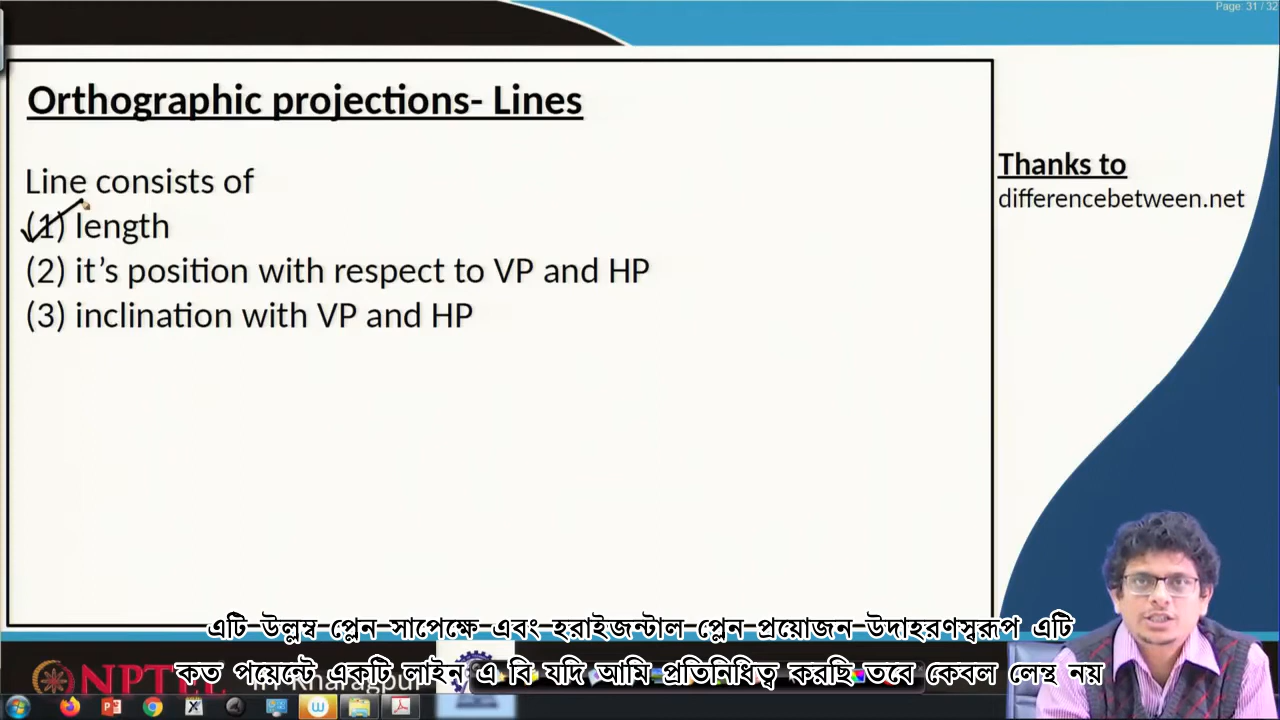 Page: 31 / 32
Orthographic projections- Lines
Line consists of
(1) length
(2) it’s position with respect to VP and HP
(3) inclination with VP and HP
Thanks to
differencebetween.net
এটি উল্লম্ব প্লেন সাপেক্ষে এবং হরাইজন্টাল প্লেন প্রয়োজন উদাহরণস্বরূপ এটি
কত পয়েন্টে একটি লাইন এ বি যদি আমি প্রতিনিধিত্ব করছি তবে কেবল লেন্থ নয়